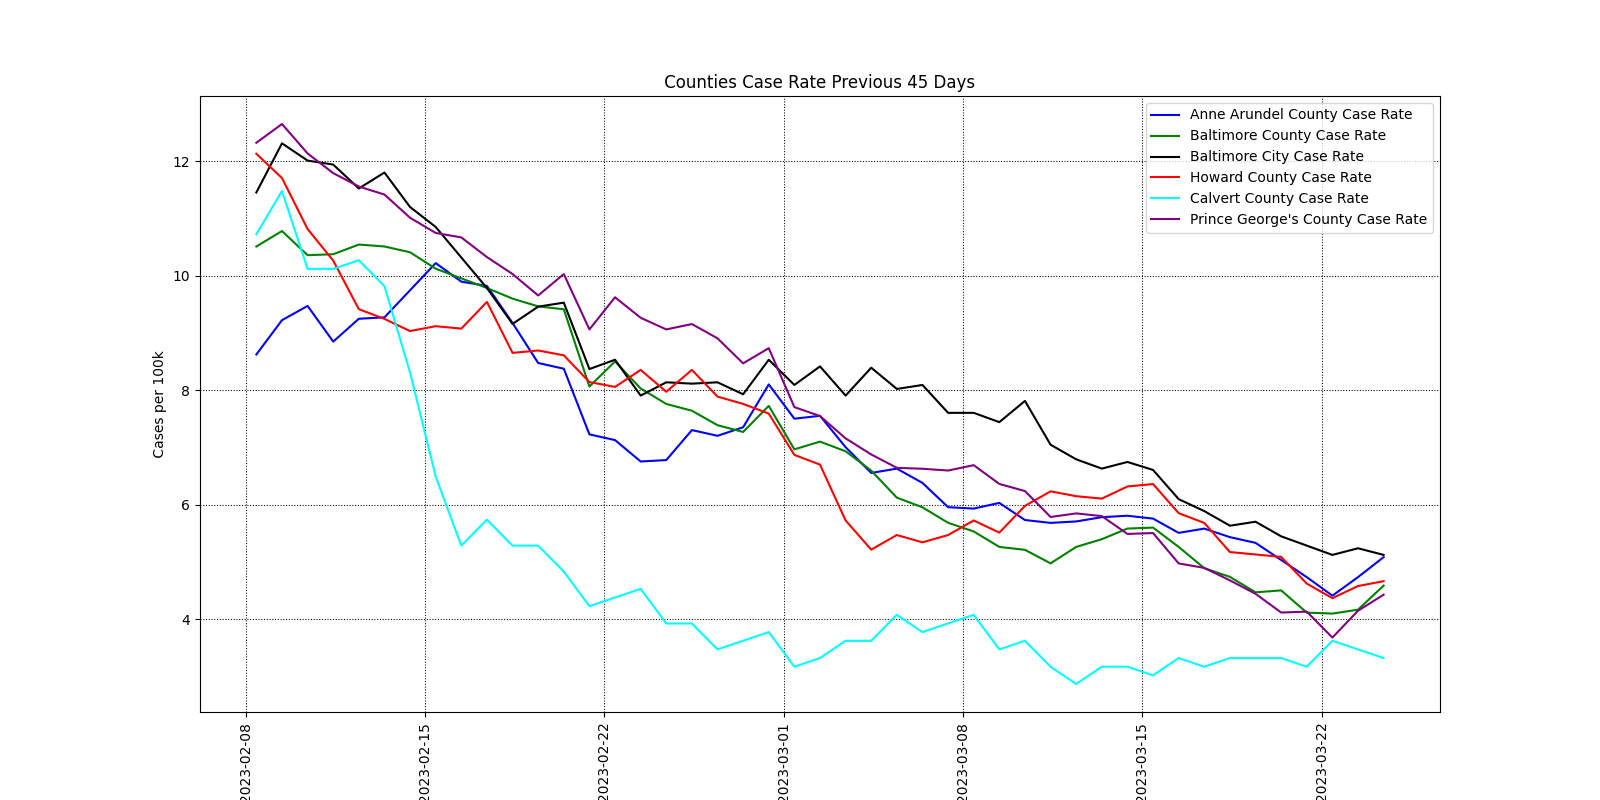 Counties Case Rate Previous 45 Days
Anne Arundel County Case Rate
Baltimore County Case Rate
Baltimore City Case Rate
Howard County Case Rate
Calvert County Case Rate
Prince George's County Case Rate
Cases per 100k
12
10
8
6
4
2023-02-08
2023-02-15
2023-02-22
2023-03-01
2023-03-08
2023-03-15
2023-03-22